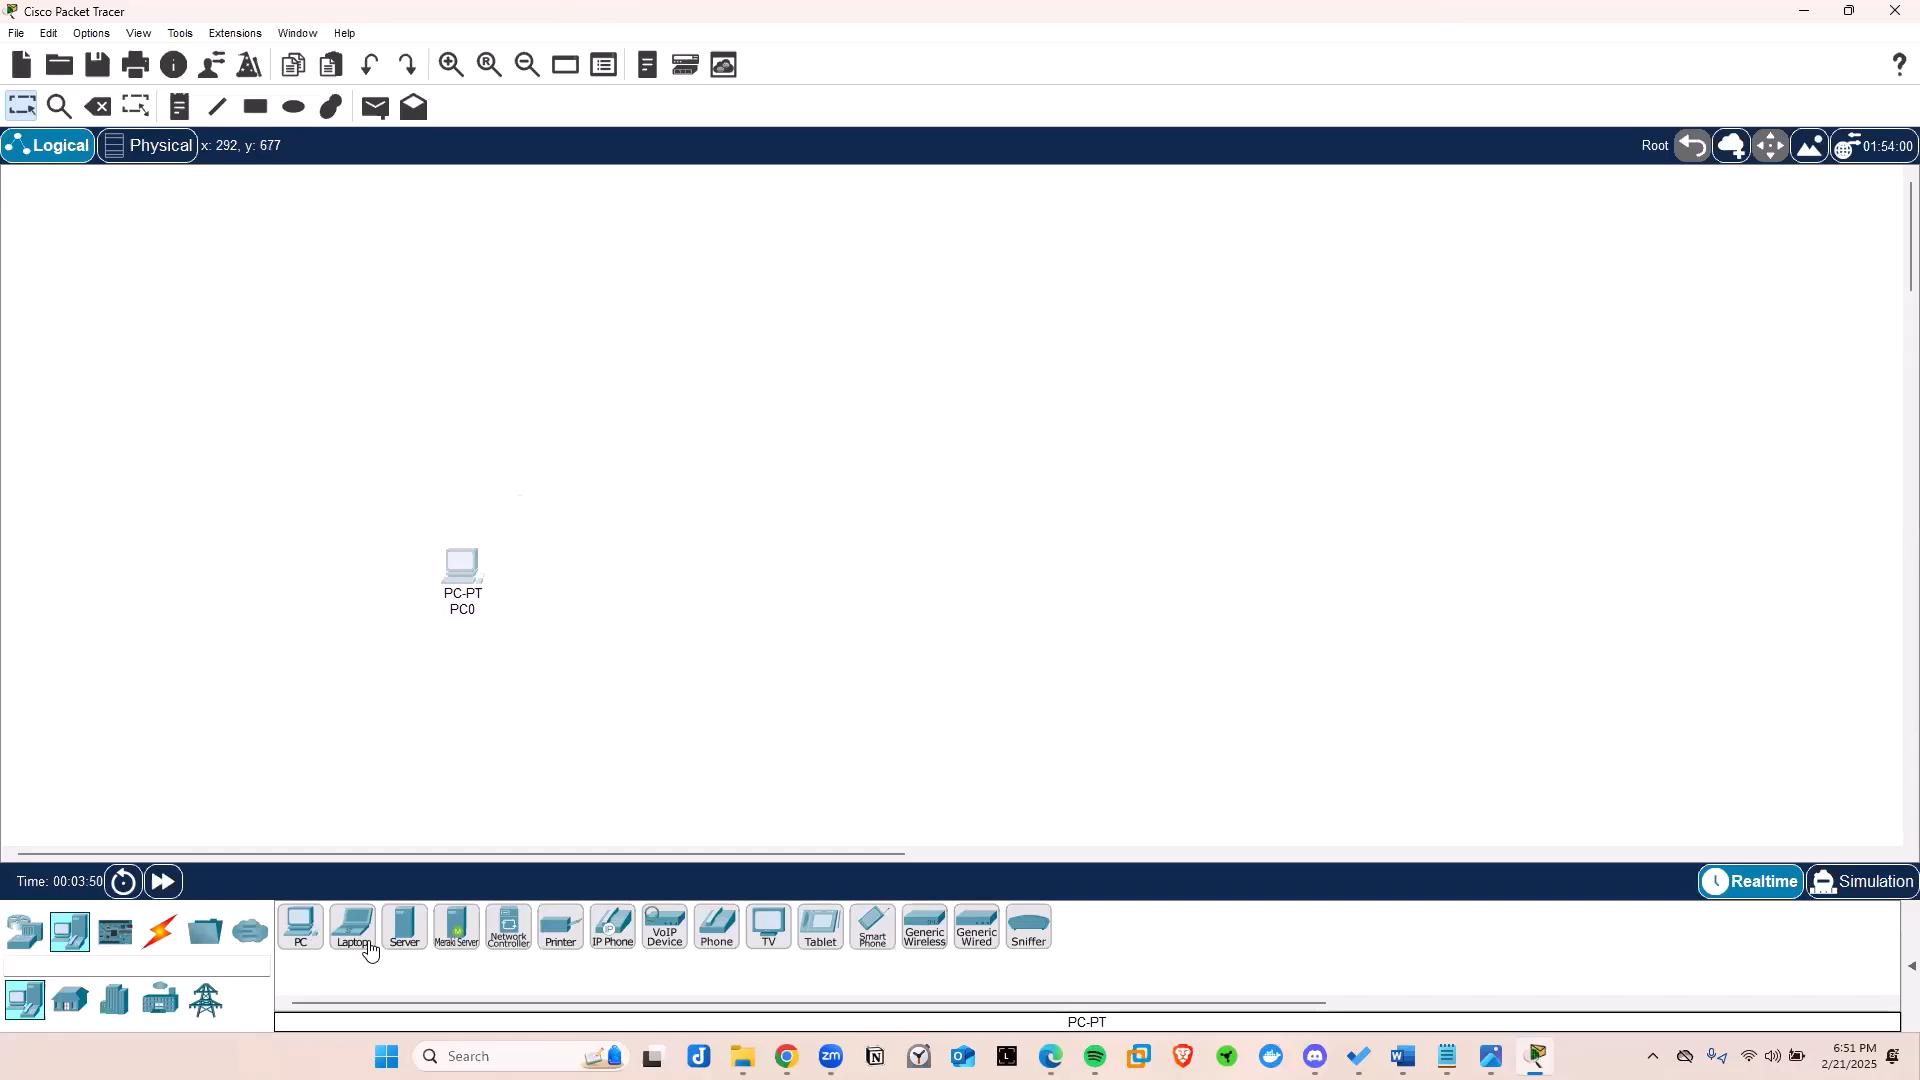 Cisco Packet Tracer
File Edit Options View Tools Extensions Window Help
Logical Physical x: 292, y: 677 Root 01:54:00
PC-PT
PC0
Time: 00:03:50 Realtime Simulation
PC Laptop Server Meraki Server Network Controller Printer IP Phone VoIP Device Phone TV Tablet Smart Phone Generic Wireless Generic Wired Sniffer
PC-PT
Search
6:51 PM
2/21/2025